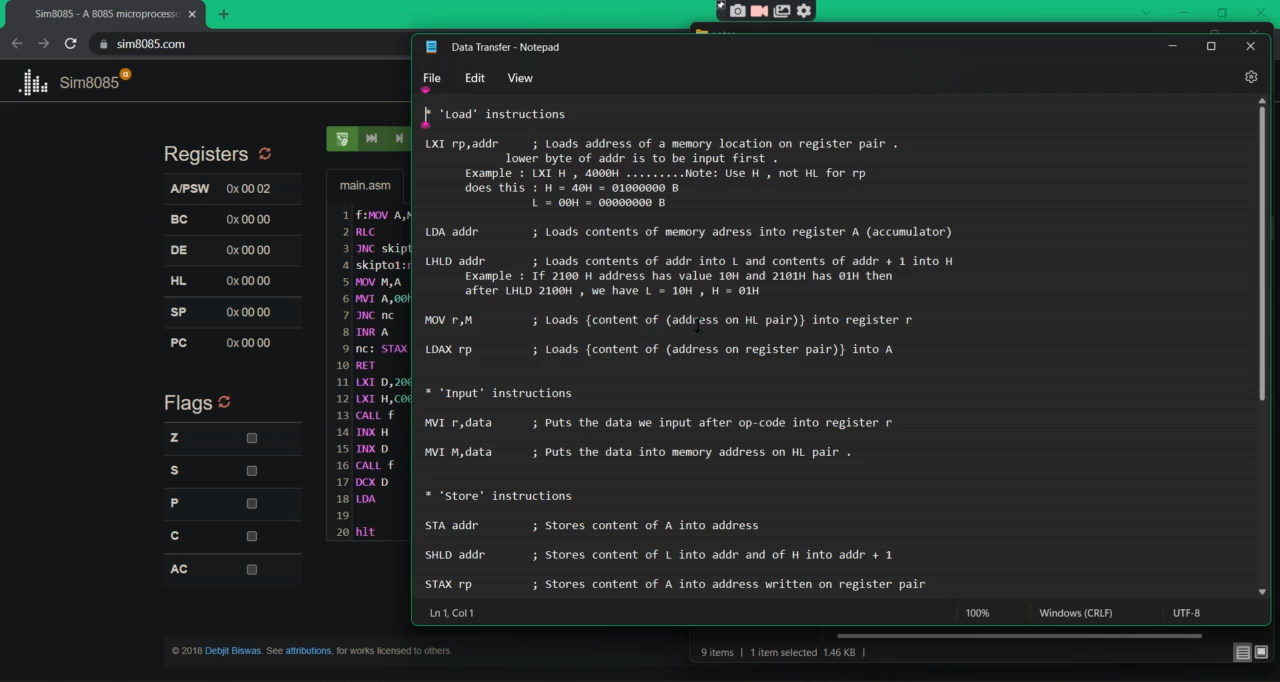 Sim8085 - A 8085 microprocesso
sim8085.com
Sim8085
α
Registers
A/PSW 0x 00 02
BC 0x 00 00
DE 0x 00 00
HL 0x 00 00
SP 0x 00 00
PC 0x 00 00
Flags
Z
S
P
C
AC
main.asm
1 f:MOV A,M
2 RLC
3 JNC skipt
4 skipto1:
5 MOV M,A
6 MVI A,00h
7 JNC nc
8 INR A
9 nc: STAX
10 RET
11 LXI D,200
12 LXI H,C00
13 CALL f
14 INX H
15 INX D
16 CALL f
17 DCX D
18 LDA
19
20 hlt
© 2018 Debjit Biswas. See attributions, for works licensed to others.
Data Transfer - Notepad
File Edit View
* 'Load' instructions
LXI rp,addr ; Loads address of a memory location on register pair .
lower byte of addr is to be input first .
Example : LXI H , 4000H .........Note: Use H , not HL for rp
does this : H = 40H = 01000000 B
L = 00H = 00000000 B
LDA addr ; Loads contents of memory adress into register A (accumulator)
LHLD addr ; Loads contents of addr into L and contents of addr + 1 into H
Example : If 2100 H address has value 10H and 2101H has 01H then
after LHLD 2100H , we have L = 10H , H = 01H
MOV r,M ; Loads {content of (address on HL pair)} into register r
LDAX rp ; Loads {content of (address on register pair)} into A
* 'Input' instructions
MVI r,data ; Puts the data we input after op-code into register r
MVI M,data ; Puts the data into memory address on HL pair .
* 'Store' instructions
STA addr ; Stores content of A into address
SHLD addr ; Stores content of L into addr and of H into addr + 1
STAX rp ; Stores content of A into address written on register pair
Ln 1, Col 1 100% Windows (CRLF) UTF-8
9 items 1 item selected 1.46 KB